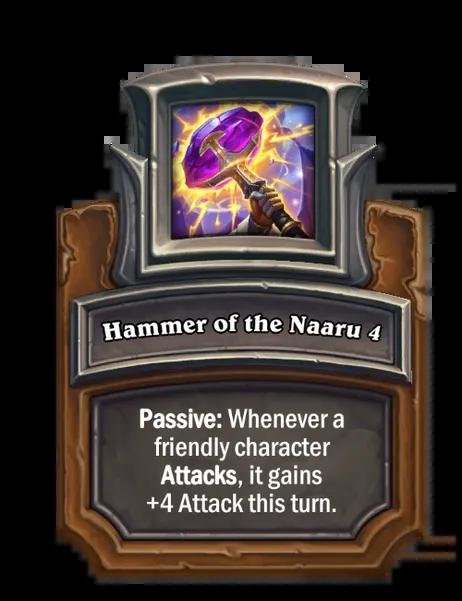 Hammer of the Naaru 4
Passive: Whenever a
friendly character
Attacks, it gains
+4 Attack this turn.